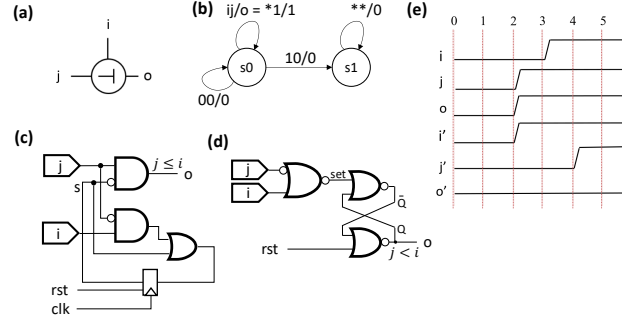 (a)
i
j
o
(b)
ij/o = *1/1
**/0
s0
10/0
s1
00/0
(c)
j
j ≤ i
o
s
i
rst
clk
(d)
j
i
set
Q̄
Q
rst
o
j < i
(e)
0 1 2 3 4 5
i
j
o
i'
j'
o'